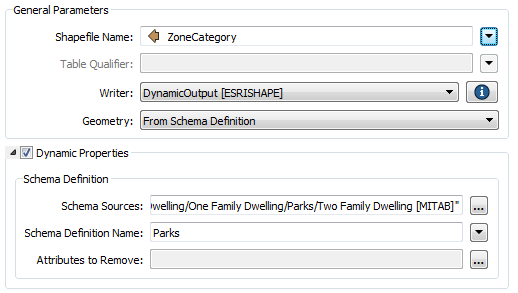 General Parameters
Shapefile Name: ZoneCategory
Table Qualifier:
Writer: DynamicOutput [ESRISHAPE]
Geometry: From Schema Definition
Dynamic Properties
Schema Definition
Schema Sources: Dwelling/One Family Dwelling/Parks/Two Family Dwelling [MITAB]" ...
Schema Definition Name: Parks
Attributes to Remove: ...